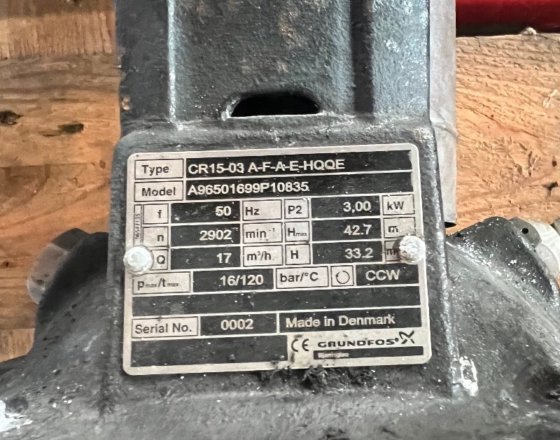 Type CR15-03 A-F-A-E-HQQE
Model A96501699P10835
f 50 Hz P2 3,00 kW
n 2902 min⁻¹ Hmax 42.7 m
Q 17 m³/h H 33.2
pmax/tmax 16/120 bar/°C CCW
Serial No. 0002 Made in Denmark
CE GRUNDFOS